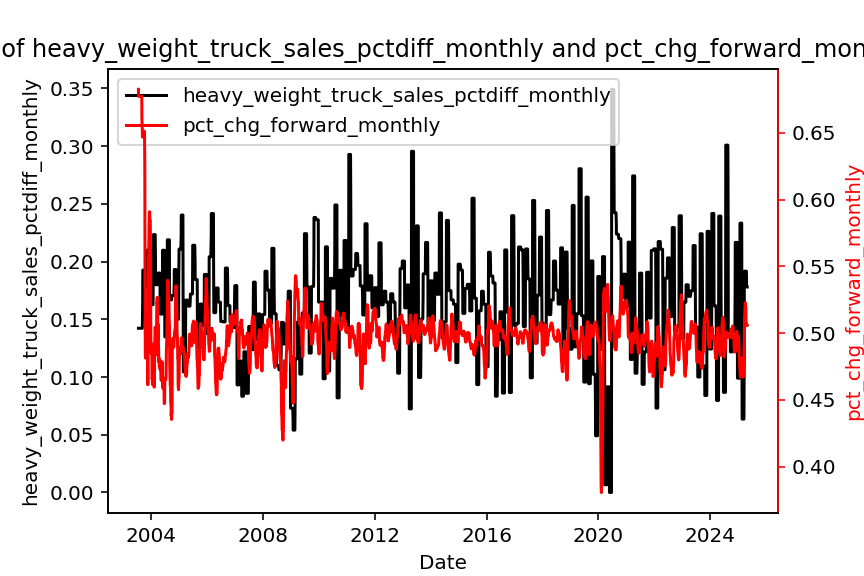 of heavy_weight_truck_sales_pctdiff_monthly and pct_chg_forward_mon
heavy_weight_truck_sales_pctdiff_monthly
pct_chg_forward_monthly
heavy_weight_truck_sales_pctdiff_monthly
0.35
0.30
0.25
0.20
0.15
0.10
0.05
0.00
0.65
0.60
0.55
0.50
0.45
0.40
pct_chg_forward_monthly
2004 2008 2012 2016 2020 2024
Date